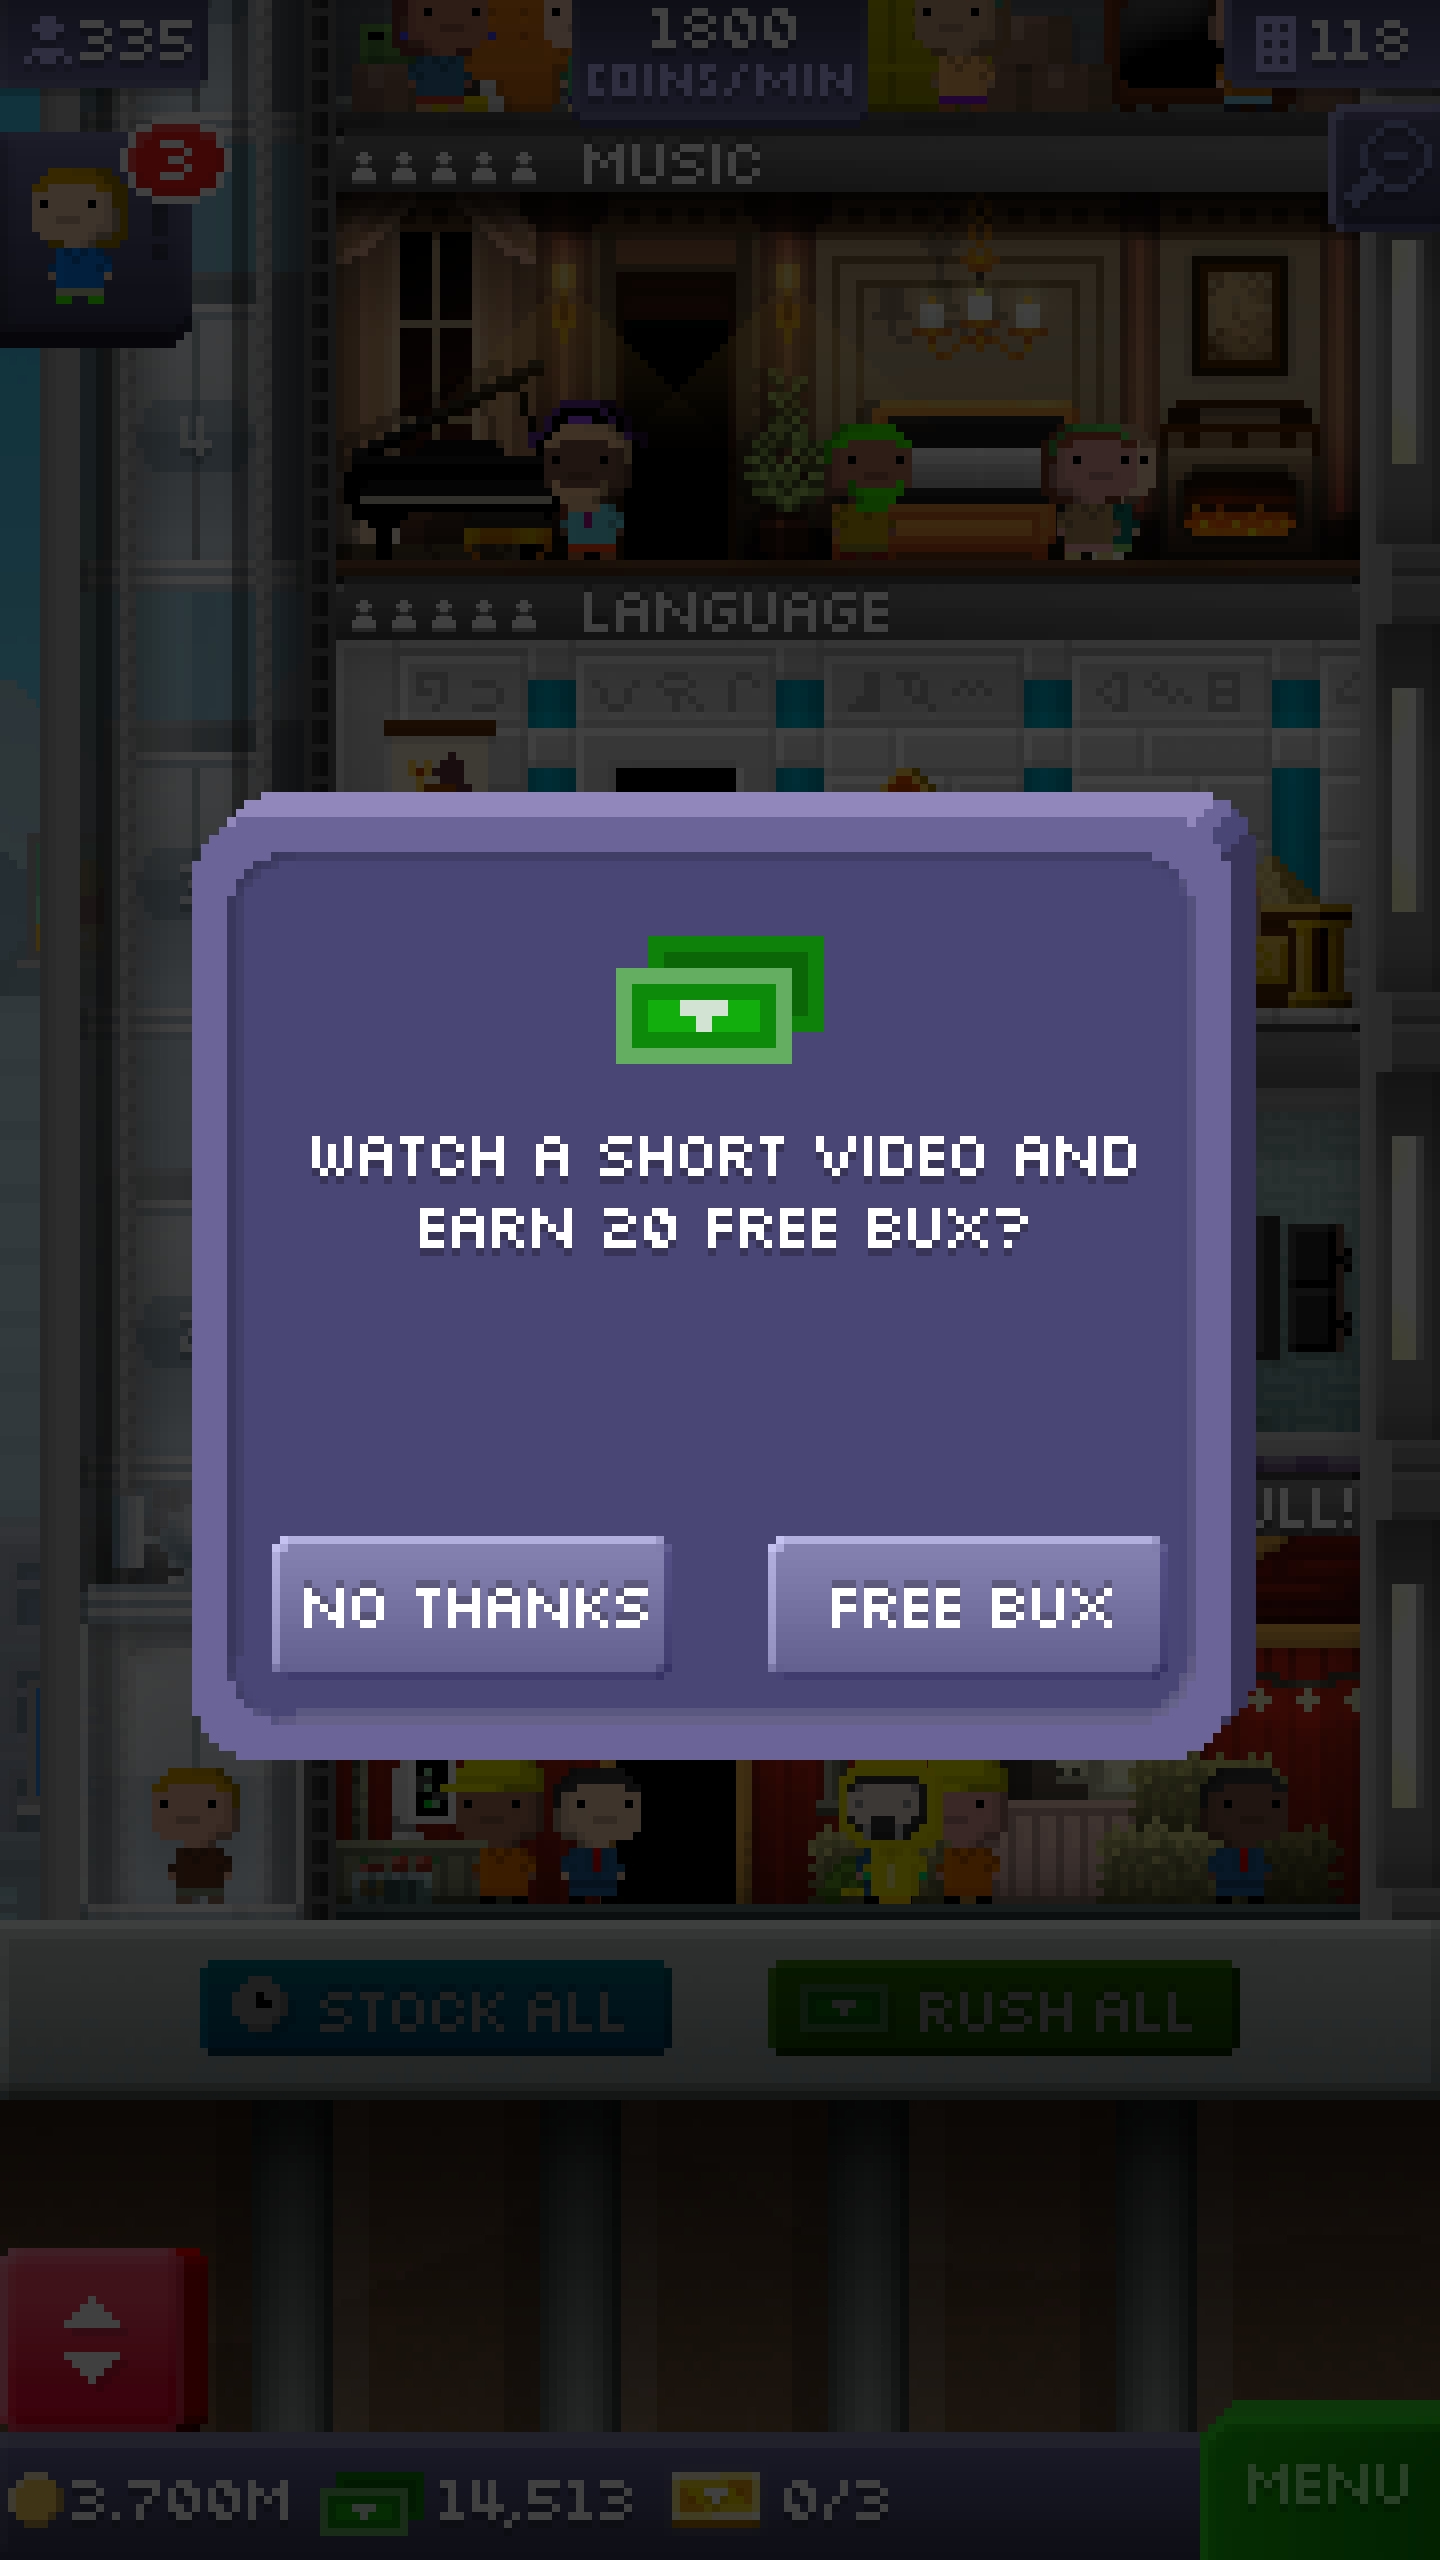 335
1800
COINS/MIN
118
3
MUSIC
4
LANGUAGE
WATCH A SHORT VIDEO AND
EARN 20 FREE BUX?
NO THANKS
FREE BUX
STOCK ALL
RUSH ALL
3.700M
14,513
0/3
MENU